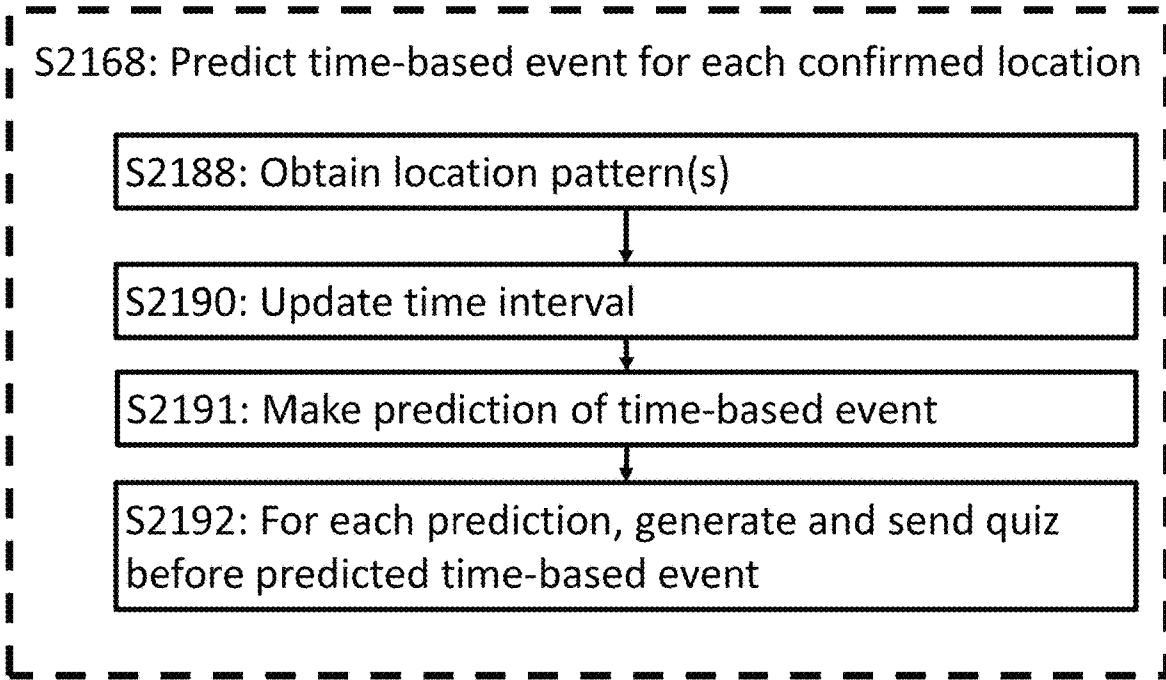 S2168: Predict time-based event for each confirmed location
S2188: Obtain location pattern(s)
S2190: Update time interval
S2191: Make prediction of time-based event
S2192: For each prediction, generate and send quiz
before predicted time-based event